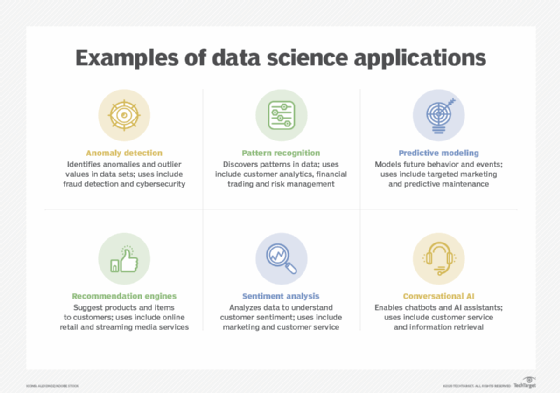 Examples of data science applications
Anomaly detection
Identifies anomalies and outlier
values in data sets; uses include
fraud detection and cybersecurity
Pattern recognition
Discovers patterns in data; uses
include customer analytics, financial
trading and risk management
Predictive modeling
Models future behavior and events;
uses include targeted marketing
and predictive maintenance
Recommendation engines
Suggest products and items
to customers; uses include online
retail and streaming media services
Sentiment analysis
Analyzes data to understand
customer sentiment; uses include
marketing and customer service
Conversational AI
Enables chatbots and AI assistants;
uses include customer service
and information retrieval
TechTarget